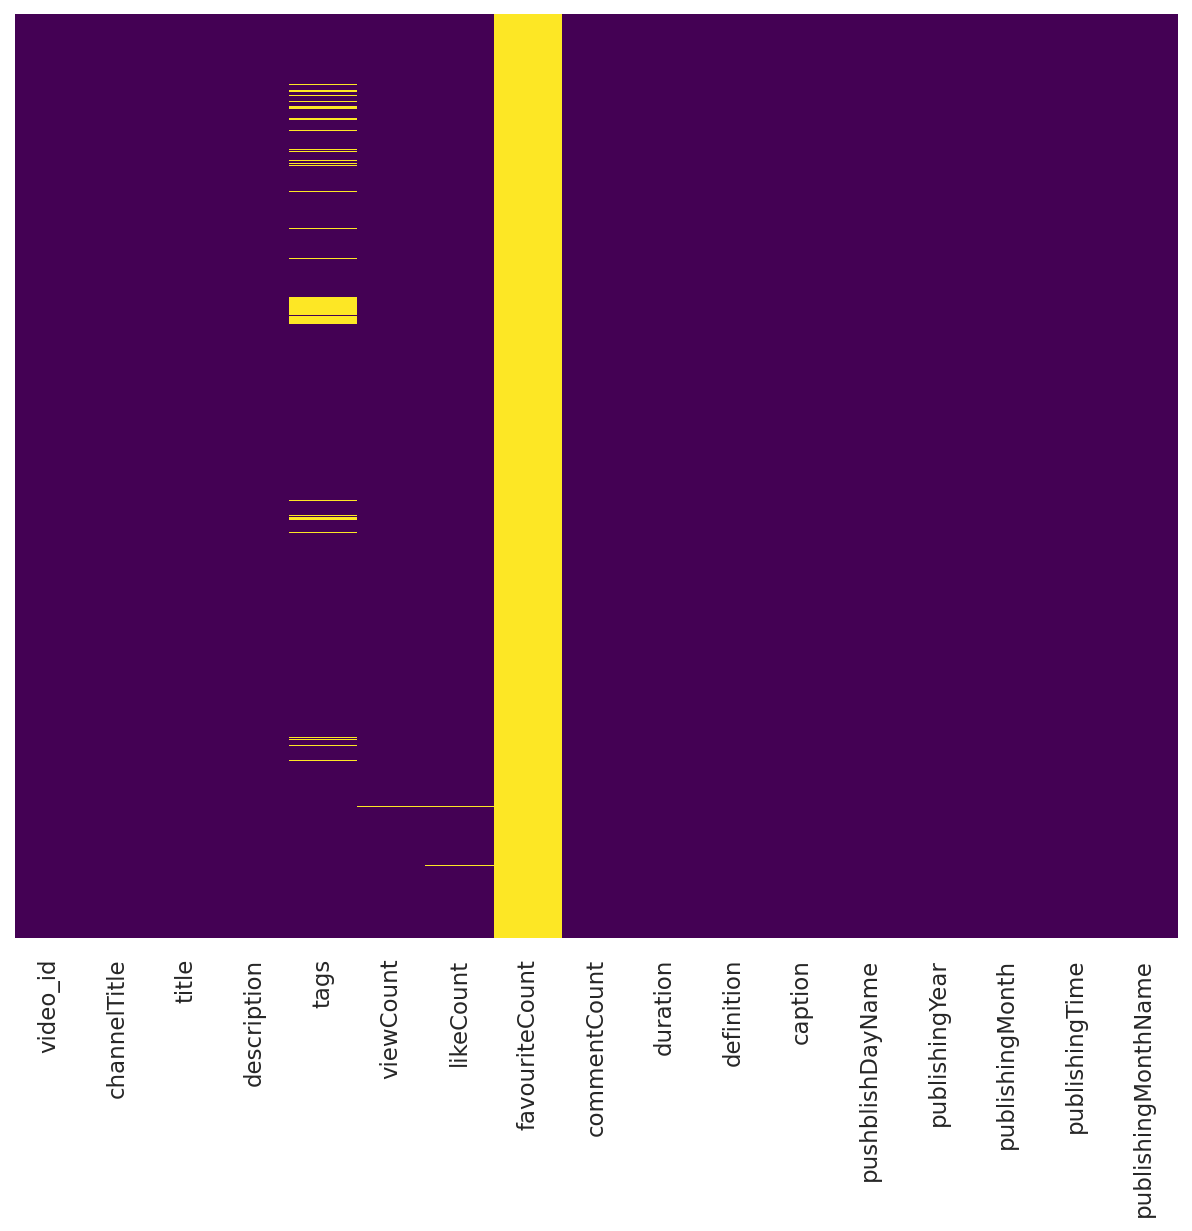 video_id
channelTitle
title
description
tags
viewCount
likeCount
favouriteCount
commentCount
duration
definition
caption
pushblishDayName
publishingYear
publishingMonth
publishingTime
publishingMonthName